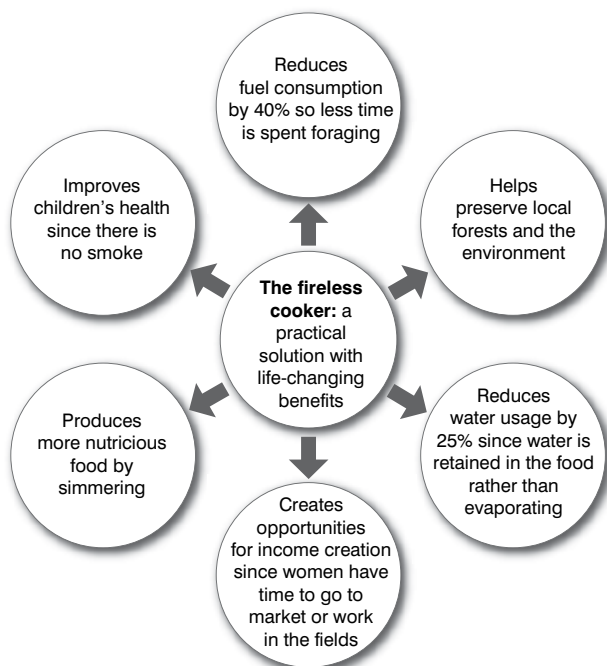 Reduces
fuel consumption
by 40% so less time
is spent foraging
Improves
children's health
since there is
no smoke
Helps
preserve local
forests and the
environment
The fireless
cooker: a
practical
solution with
life-changing
benefits
Produces
more nutricious
food by
simmering
Reduces
water usage by
25% since water is
retained in the food
rather than
evaporating
Creates
opportunities
for income creation
since women have
time to go to
market or work
in the fields